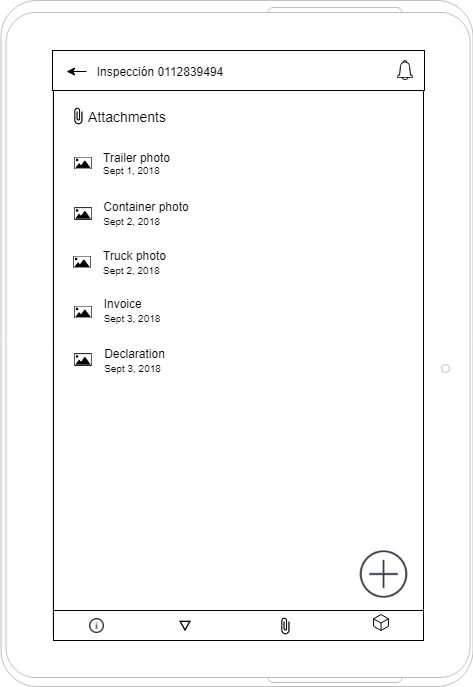 Inspección 0112839494
Attachments
Trailer photo
Sept 1, 2018
Container photo
Sept 2, 2018
Truck photo
Sept 2, 2018
Invoice
Sept 3, 2018
Declaration
Sept 3, 2018